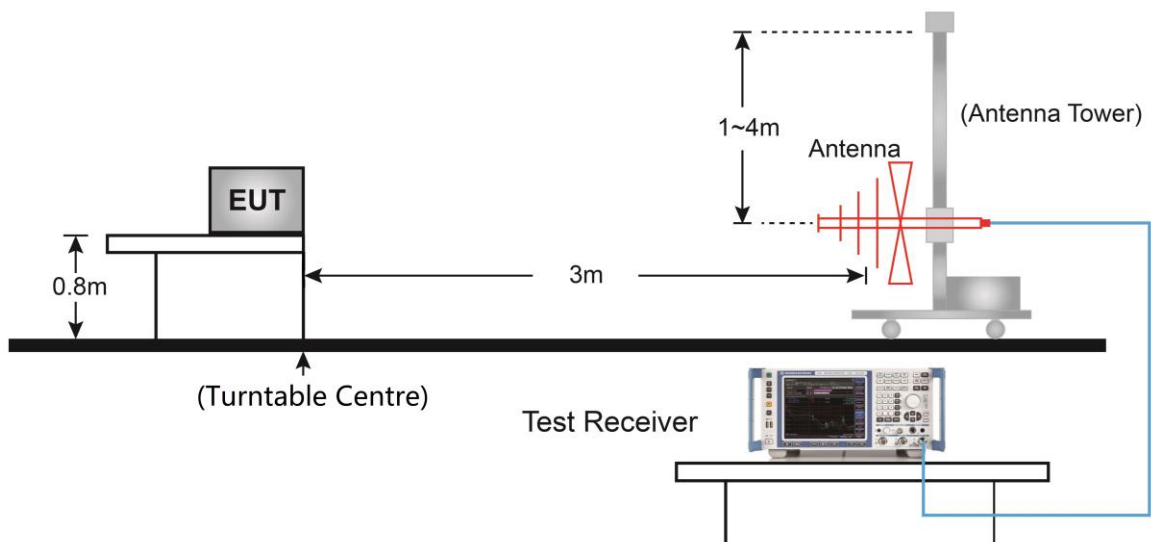 1~4m
(Antenna Tower)
Antenna
EUT
0.8m
3m
(Turntable Centre)
Test Receiver